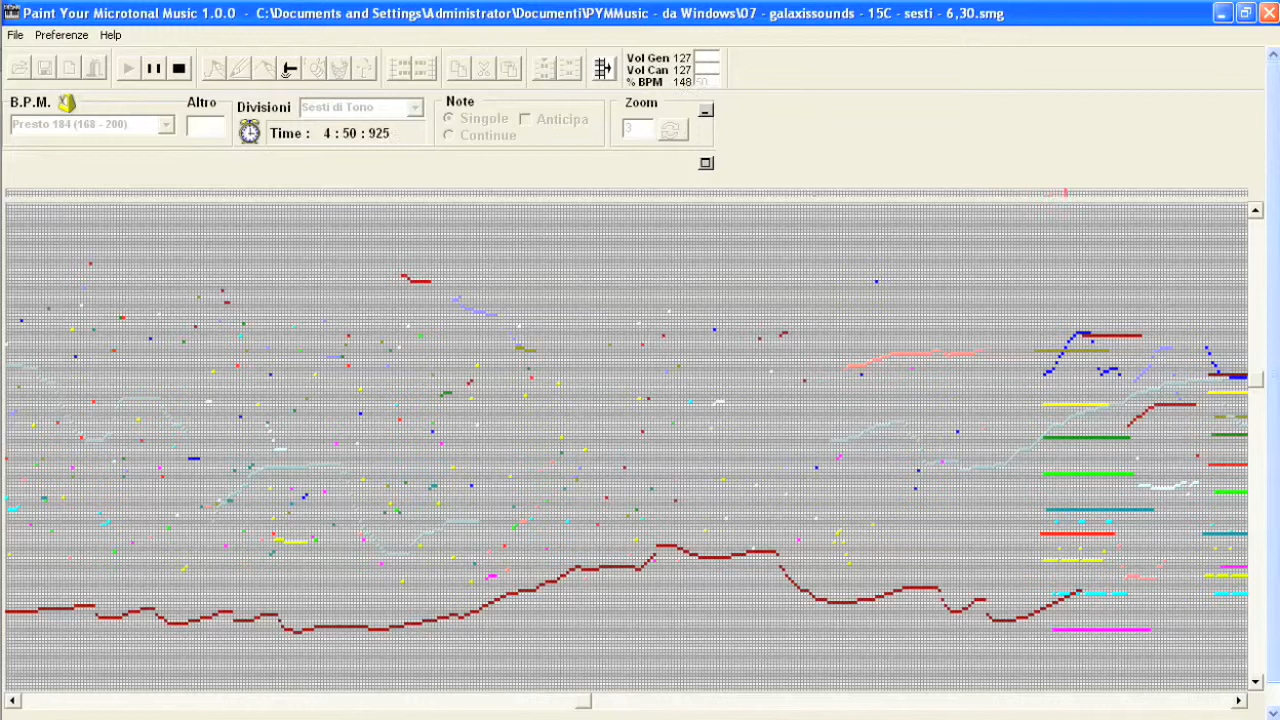 Paint Your Microtonal Music 1.0.0 - C:\Documents and Settings\Administrator\Documenti\PYMMusic - da Windows\07 - galaxissounds - 15C - sesti - 6,30.smg
File Preferenze Help
Vol Gen 127
Vol Can 127
% BPM 148 50
B.P.M. Altro Divisioni Sesti di Tono Note Zoom
Presto 184 (168 - 200) Time : 4 : 50 : 925 Singole Anticipa 3
Continue